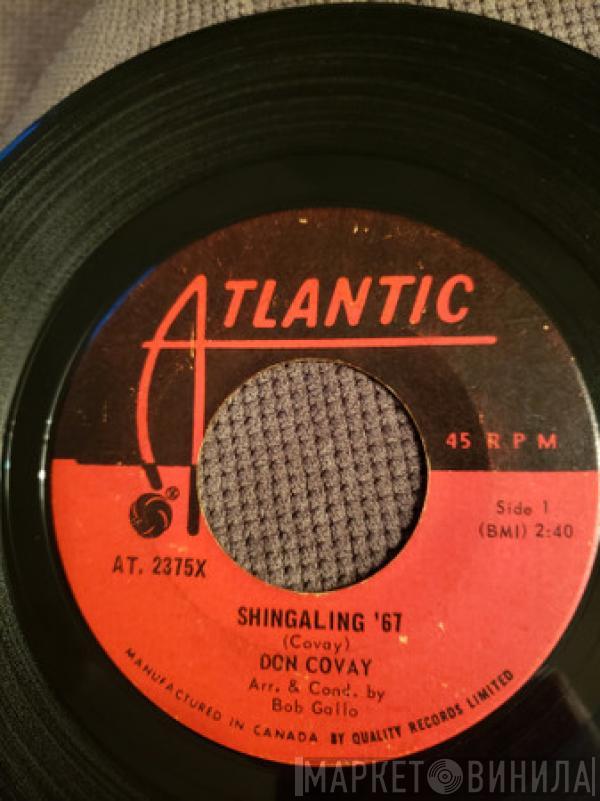 ATLANTIC
45 RPM
®
Side 1
(BMI) 2:40
AT. 2375X
SHINGALING '67
(Covay)
DON COVAY
Arr. & Cond. by
Bob Gallo
MANUFACTURED IN CANADA BY QUALITY RECORDS LIMITED
МАРКЕТ ВИНИЛА